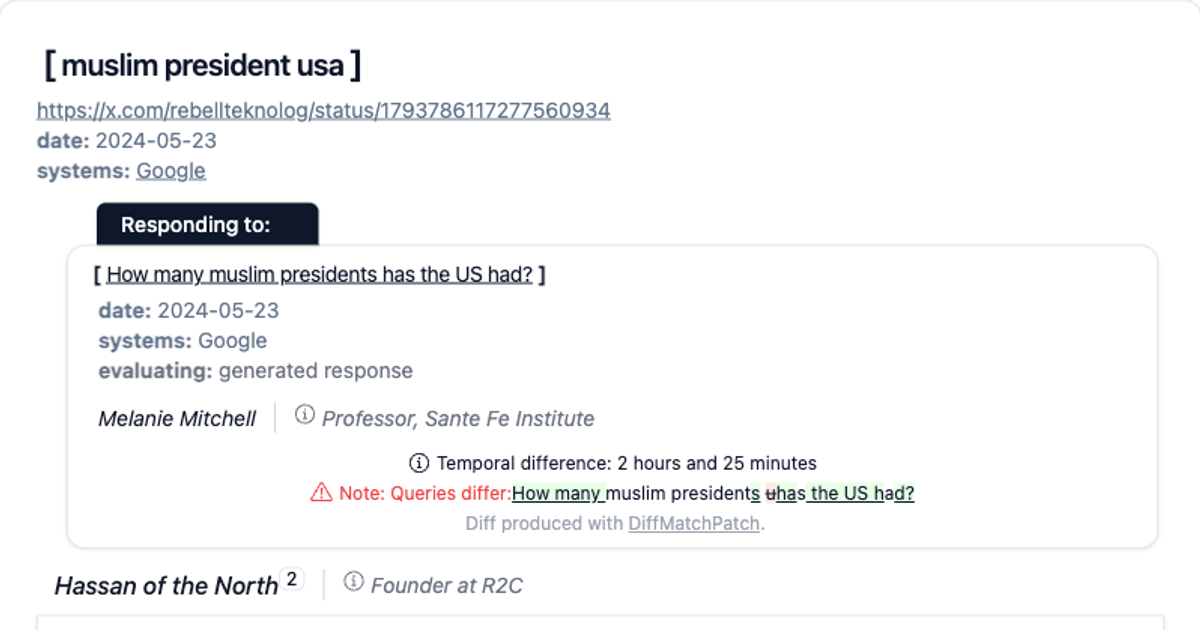 [ muslim president usa ]
https://x.com/rebellteknolog/status/1793786117277560934
date: 2024-05-23
systems: Google
Responding to:
[ How many muslim presidents has the US had? ]
date: 2024-05-23
systems: Google
evaluating: generated response
Melanie Mitchell | ⓘ Professor, Sante Fe Institute
ⓘ Temporal difference: 2 hours and 25 minutes
⚠ Note: Queries differ:How many muslim presidents uhas the US had?
Diff produced with DiffMatchPatch.
Hassan of the North 2 | ⓘ Founder at R2C